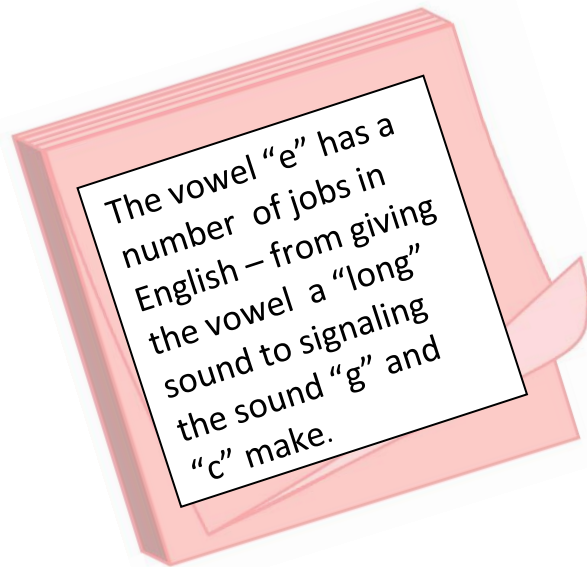 The vowel “e” has a
number  of jobs in
English – from giving
the vowel  a “long”
sound to signaling
the sound “g” and
“c” make.